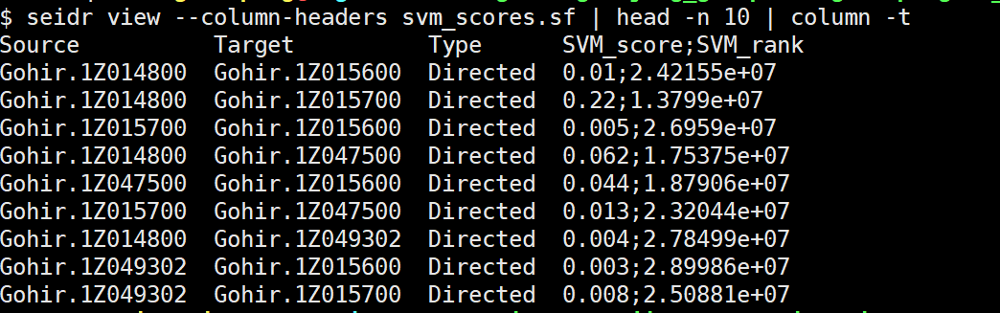 $ seidr view --column-headers svm_scores.sf | head -n 10 | column -t
Source Target Type SVM_score;SVM_rank
Gohir.1Z014800 Gohir.1Z015600 Directed 0.01;2.42155e+07
Gohir.1Z014800 Gohir.1Z015700 Directed 0.22;1.3799e+07
Gohir.1Z015700 Gohir.1Z015600 Directed 0.005;2.6959e+07
Gohir.1Z014800 Gohir.1Z047500 Directed 0.062;1.75375e+07
Gohir.1Z047500 Gohir.1Z015600 Directed 0.044;1.87906e+07
Gohir.1Z015700 Gohir.1Z047500 Directed 0.013;2.32044e+07
Gohir.1Z014800 Gohir.1Z049302 Directed 0.004;2.78499e+07
Gohir.1Z049302 Gohir.1Z015600 Directed 0.003;2.89986e+07
Gohir.1Z049302 Gohir.1Z015700 Directed 0.008;2.50881e+07